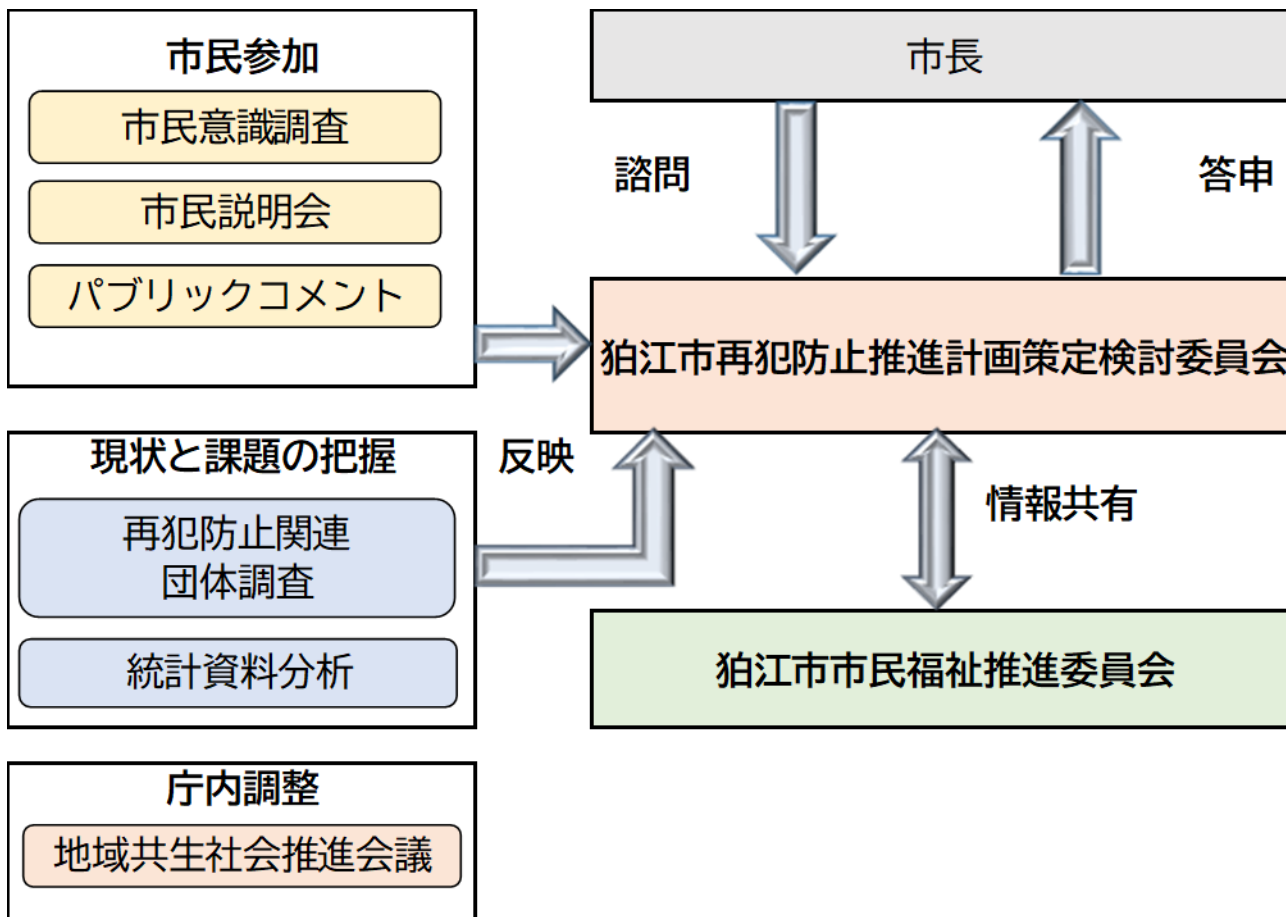 市民参加
市民意識調査
市民説明会
パブリックコメント
市長
諮問
答申
狛江市再犯防止推進計画策定検討委員会
現状と課題の把握
再犯防止関連
団体調査
統計資料分析
反映
情報共有
狛江市市民福祉推進委員会
庁内調整
地域共生社会推進会議